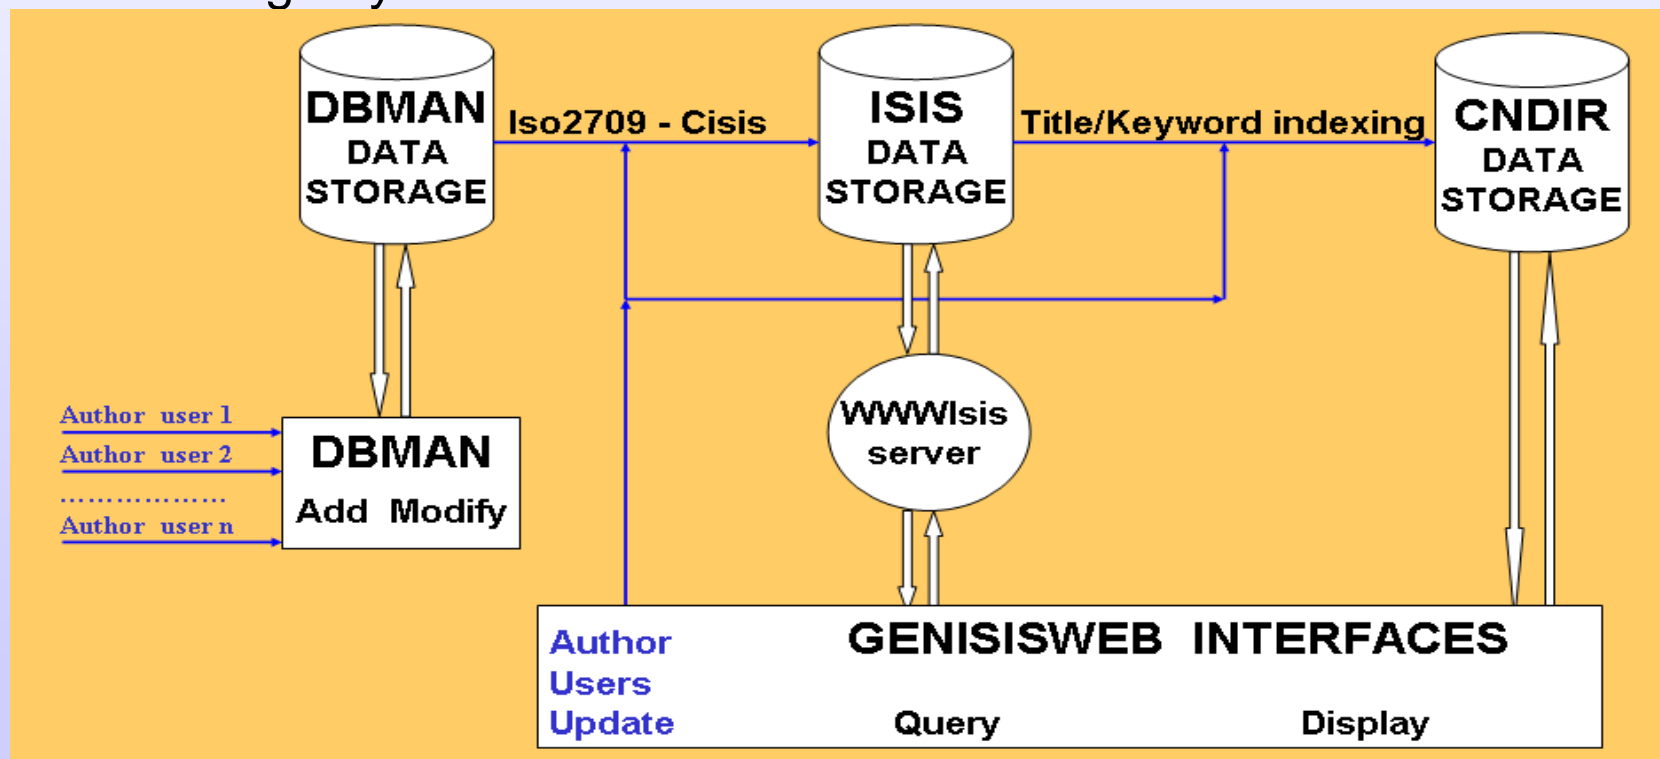 DBMAN
DATA
STORAGE
Iso2709 - Cisis
ISIS
DATA
STORAGE
Title/Keyword indexing
CNDIR
DATA
STORAGE
Author user 1
Author user 2
.................
Author user n
DBMAN
Add Modify
WWWIsis
server
Author
Users
Update
GENISISWEB INTERFACES
Query
Display